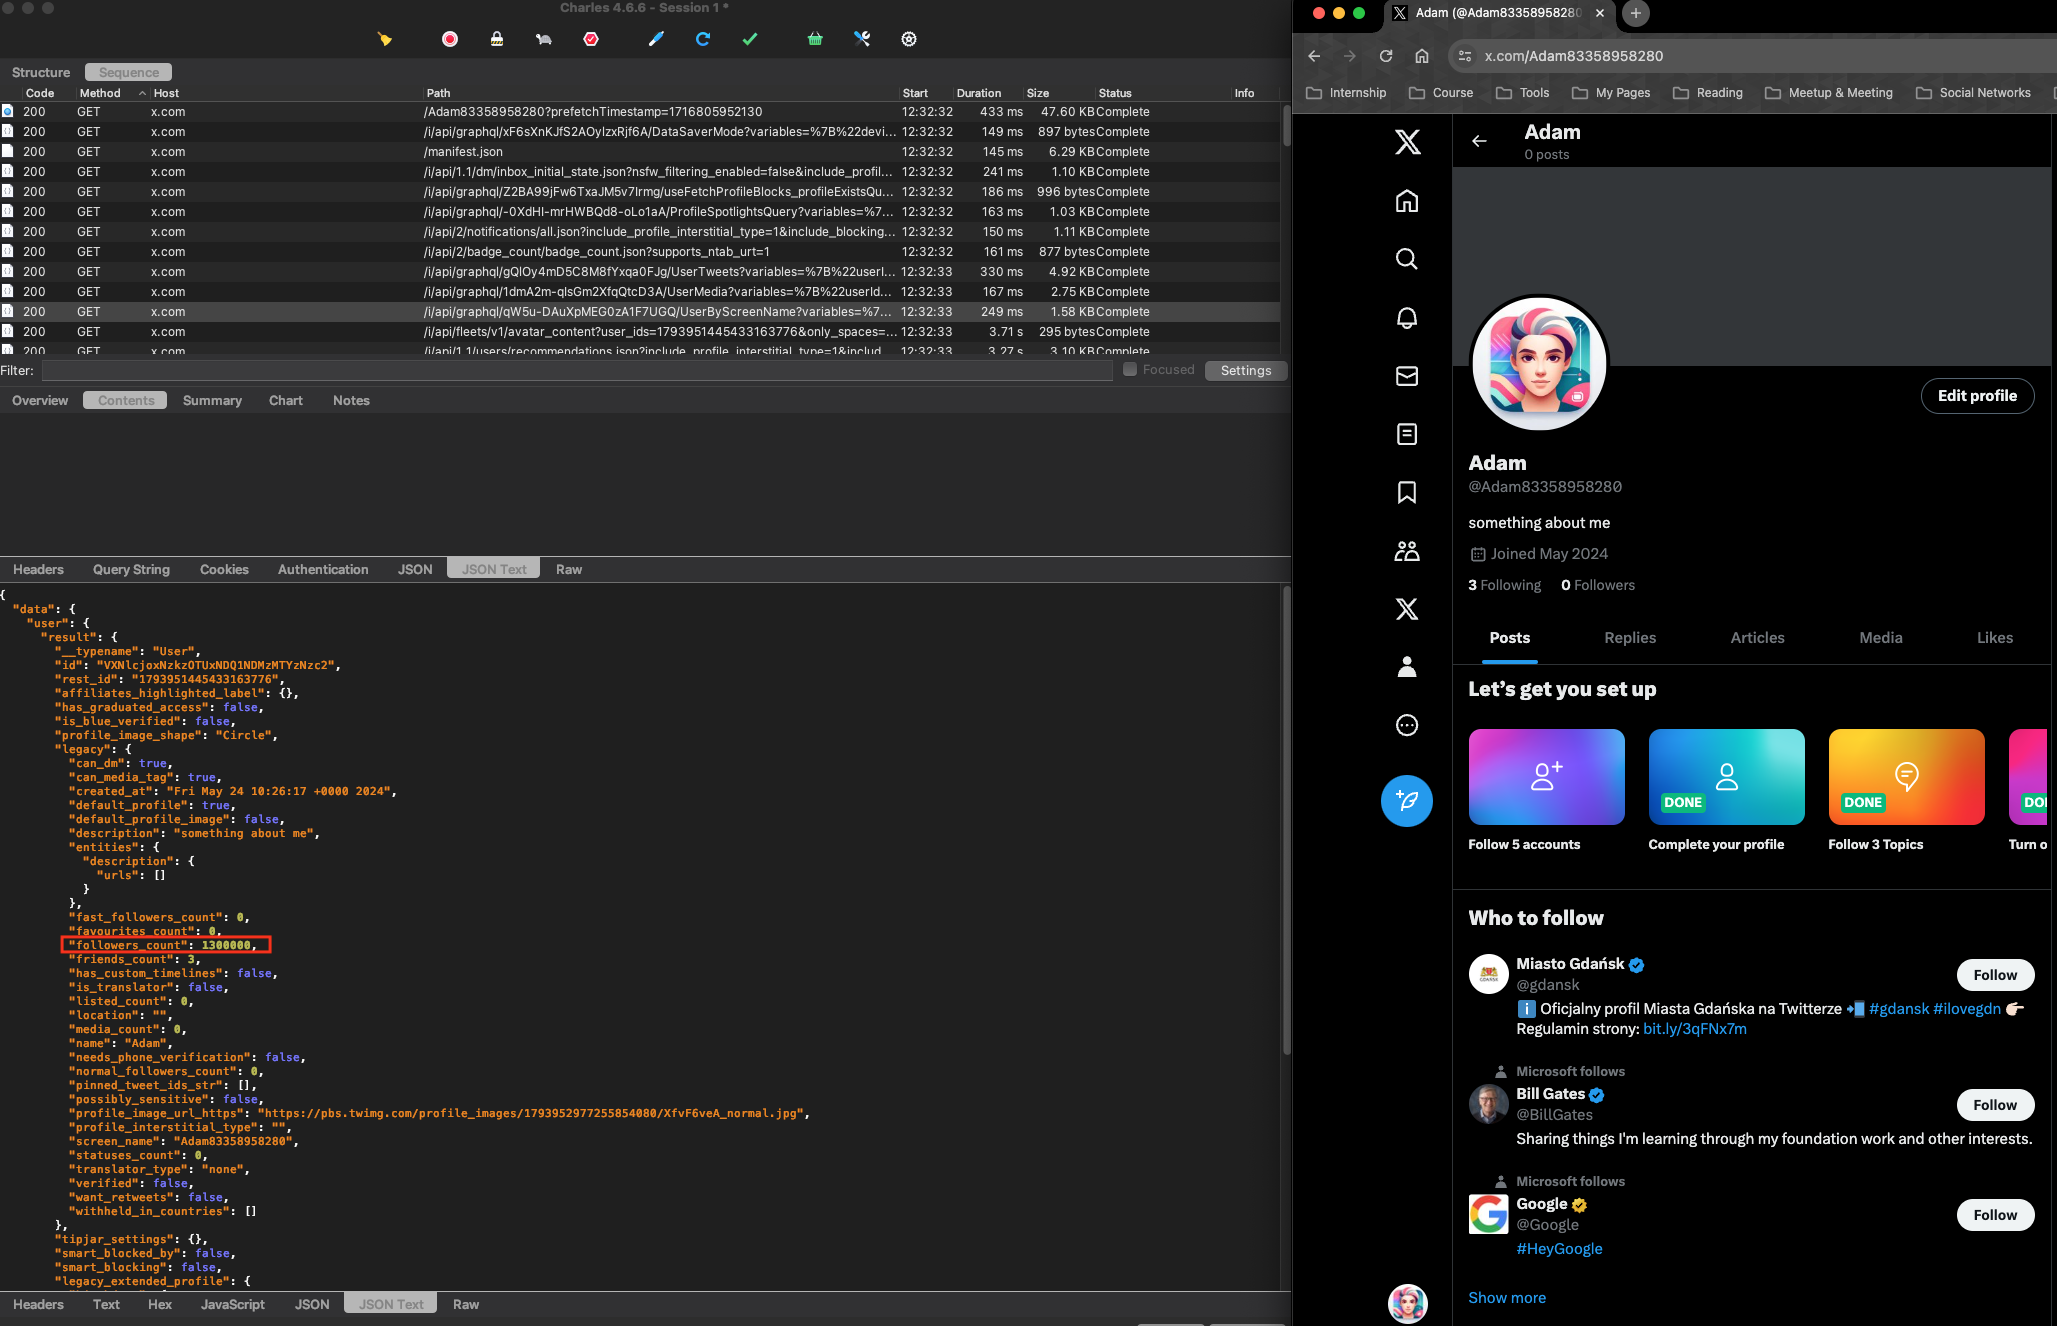 Charles 4.6.6 - Session 1 *
Structure Sequence
Code Method Host Path Start Duration Size Status Info
200 GET x.com /Adam83358958280?prefetchTimestamp=1716805952130 12:32:32 433 ms 47.60 KB Complete
200 GET x.com /i/api/graphql/xF6sXnKJfS2AOylzxRjf6A/DataSaverMode?variables=%7B%22devi... 12:32:32 149 ms 897 bytes Complete
200 GET x.com /manifest.json 12:32:32 145 ms 6.29 KB Complete
200 GET x.com /i/api/1.1/dm/inbox_initial_state.json?nsfw_filtering_enabled=false&include_profil... 12:32:32 241 ms 1.10 KB Complete
200 GET x.com /i/api/graphql/Z2BA99jFw6TxaJM5v7Irmg/useFetchProfileBlocks_profileExistsQu... 12:32:32 186 ms 996 bytes Complete
200 GET x.com /i/api/graphql/-0XdHI-mrHWBQd8-oLo1aA/ProfileSpotlightsQuery?variables=%7... 12:32:32 163 ms 1.03 KB Complete
200 GET x.com /i/api/2/notifications/all.json?include_profile_interstitial_type=1&include_blocking... 12:32:32 150 ms 1.11 KB Complete
200 GET x.com /i/api/2/badge_count/badge_count.json?supports_ntab_urt=1 12:32:32 161 ms 877 bytes Complete
200 GET x.com /i/api/graphql/gQlOy4mD5C8M8fYxqa0FJg/UserTweets?variables=%7B%22userI... 12:32:33 330 ms 4.92 KB Complete
200 GET x.com /i/api/graphql/1dmA2m-qIsGm2XfqQtcD3A/UserMedia?variables=%7B%22userId... 12:32:33 167 ms 2.75 KB Complete
200 GET x.com /i/api/graphql/qW5u-DAuXpMEG0zA1F7UGQ/UserByScreenName?variables=%7... 12:32:33 249 ms 1.58 KB Complete
200 GET x.com /i/api/fleets/v1/avatar_content?user_ids=1793951445433163776&only_spaces=... 12:32:33 3.71 s 295 bytes Complete
200 GET x.com /i/api/1.1/users/recommendations.json?include_profile_interstitial_type=1&includ... 12:32:33 3.27 s 3.10 KB Complete
Filter: Focused Settings
Overview Contents Summary Chart Notes
Headers Query String Cookies Authentication JSON JSON Text Raw
{
"data": {
"user": {
"result": {
"__typename": "User",
"id": "VXNlcjoxNzkzOTUxNDQ1NDMzMTYzNzc2",
"rest_id": "1793951445433163776",
"affiliates_highlighted_label": {},
"has_graduated_access": false,
"is_blue_verified": false,
"profile_image_shape": "Circle",
"legacy": {
"can_dm": true,
"can_media_tag": true,
"created_at": "Fri May 24 10:26:17 +0000 2024",
"default_profile": true,
"default_profile_image": false,
"description": "something about me",
"entities": {
"description": {
"urls": []
}
},
"fast_followers_count": 0,
"favourites_count": 0,
"followers_count": 1300000,
"friends_count": 3,
"has_custom_timelines": false,
"is_translator": false,
"listed_count": 0,
"location": "",
"media_count": 0,
"name": "Adam",
"needs_phone_verification": false,
"normal_followers_count": 0,
"pinned_tweet_ids_str": [],
"possibly_sensitive": false,
"profile_image_url_https": "https://pbs.twimg.com/profile_images/1793952977255854080/XfvF6veA_normal.jpg",
"profile_interstitial_type": "",
"screen_name": "Adam83358958280",
"statuses_count": 0,
"translator_type": "none",
"verified": false,
"want_retweets": false,
"withheld_in_countries": []
},
"tipjar_settings": {},
"smart_blocked_by": false,
"smart_blocking": false,
"legacy_extended_profile": {
Headers Text Hex JavaScript JSON JSON Text Raw
Adam (@Adam83358958280
x.com/Adam83358958280
Internship Course Tools My Pages Reading Meetup & Meeting Social Networks
Adam
0 posts
Edit profile
Adam
@Adam83358958280
something about me
Joined May 2024
3 Following 0 Followers
Posts Replies Articles Media Likes
Let's get you set up
DONE DONE DO
Follow 5 accounts Complete your profile Follow 3 Topics Turn o
Who to follow
Miasto Gdańsk
@gdansk
Follow
ℹ️ Oficjalny profil Miasta Gdańska na Twitterze 📲 #gdansk #ilovegdn 👉🏻
Regulamin strony: bit.ly/3qFNx7m
Microsoft follows
Bill Gates
@BillGates
Follow
Sharing things I'm learning through my foundation work and other interests.
Microsoft follows
Google
@Google
Follow
#HeyGoogle
Show more